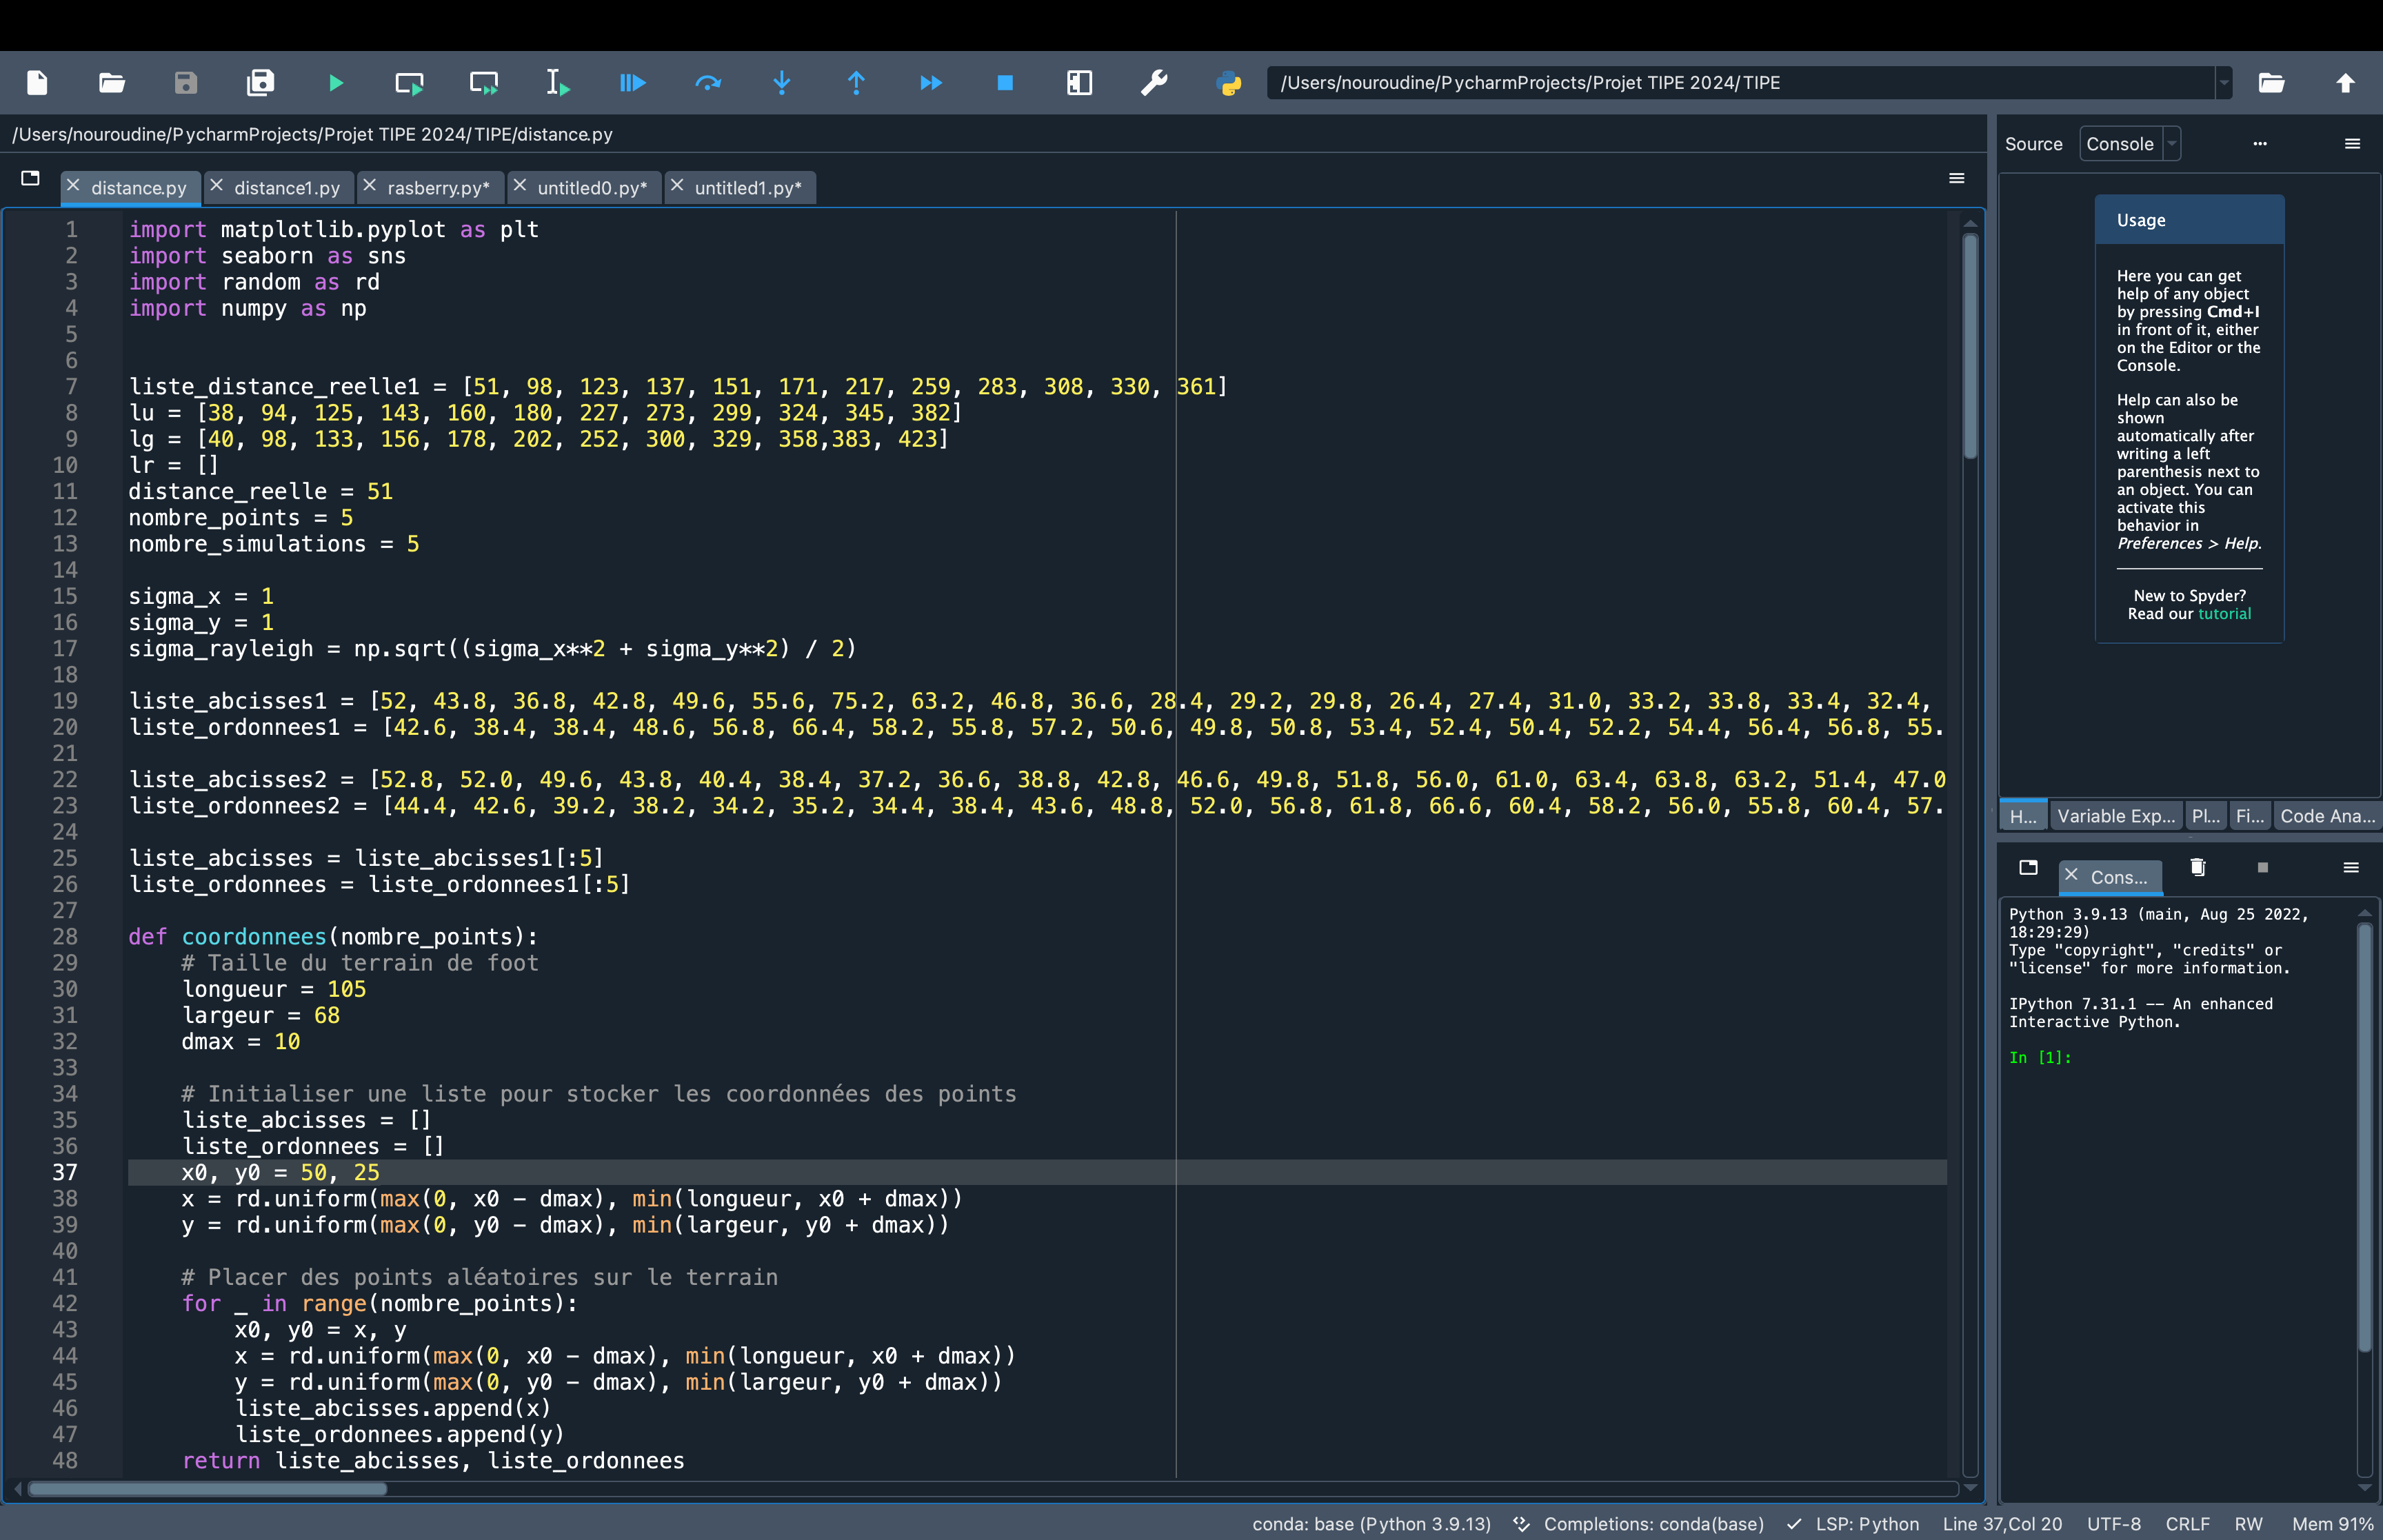 /Users/nouroudine/PycharmProjects/Projet TIPE 2024/TIPE
/Users/nouroudine/PycharmProjects/Projet TIPE 2024/TIPE/distance.py
distance.py distance1.py rasberry.py* untitled0.py* untitled1.py*
1 import matplotlib.pyplot as plt
2 import seaborn as sns
3 import random as rd
4 import numpy as np
5
6
7 liste_distance_reelle1 = [51, 98, 123, 137, 151, 171, 217, 259, 283, 308, 330, 361]
8 lu = [38, 94, 125, 143, 160, 180, 227, 273, 299, 324, 345, 382]
9 lg = [40, 98, 133, 156, 178, 202, 252, 300, 329, 358,383, 423]
10 lr = []
11 distance_reelle = 51
12 nombre_points = 5
13 nombre_simulations = 5
14
15 sigma_x = 1
16 sigma_y = 1
17 sigma_rayleigh = np.sqrt((sigma_x**2 + sigma_y**2) / 2)
18
19 liste_abcisses1 = [52, 43.8, 36.8, 42.8, 49.6, 55.6, 75.2, 63.2, 46.8, 36.6, 28.4, 29.2, 29.8, 26.4, 27.4, 31.0, 33.2, 33.8, 33.4, 32.4,
20 liste_ordonnees1 = [42.6, 38.4, 38.4, 48.6, 56.8, 66.4, 58.2, 55.8, 57.2, 50.6, 49.8, 50.8, 53.4, 52.4, 50.4, 52.2, 54.4, 56.4, 56.8, 55.
21
22 liste_abcisses2 = [52.8, 52.0, 49.6, 43.8, 40.4, 38.4, 37.2, 36.6, 38.8, 42.8, 46.6, 49.8, 51.8, 56.0, 61.0, 63.4, 63.8, 63.2, 51.4, 47.0
23 liste_ordonnees2 = [44.4, 42.6, 39.2, 38.2, 34.2, 35.2, 34.4, 38.4, 43.6, 48.8, 52.0, 56.8, 61.8, 66.6, 60.4, 58.2, 56.0, 55.8, 60.4, 57.
24
25 liste_abcisses = liste_abcisses1[:5]
26 liste_ordonnees = liste_ordonnees1[:5]
27
28 def coordonnees(nombre_points):
29     # Taille du terrain de foot
30     longueur = 105
31     largeur = 68
32     dmax = 10
33
34     # Initialiser une liste pour stocker les coordonnées des points
35     liste_abcisses = []
36     liste_ordonnees = []
37     x0, y0 = 50, 25
38     x = rd.uniform(max(0, x0 - dmax), min(longueur, x0 + dmax))
39     y = rd.uniform(max(0, y0 - dmax), min(largeur, y0 + dmax))
40
41     # Placer des points aléatoires sur le terrain
42     for _ in range(nombre_points):
43         x0, y0 = x, y
44         x = rd.uniform(max(0, x0 - dmax), min(longueur, x0 + dmax))
45         y = rd.uniform(max(0, y0 - dmax), min(largeur, y0 + dmax))
46         liste_abcisses.append(x)
47         liste_ordonnees.append(y)
48     return liste_abcisses, liste_ordonnees
Source Console
Usage
Here you can get
help of any object
by pressing Cmd+I
in front of it, either
on the Editor or the
Console.
Help can also be
shown
automatically after
writing a left
parenthesis next to
an object. You can
activate this
behavior in
Preferences > Help.
New to Spyder?
Read our tutorial
H... Variable Exp... Pl... Fi... Code Ana...
Cons...
Python 3.9.13 (main, Aug 25 2022,
18:29:29)
Type "copyright", "credits" or
"license" for more information.
IPython 7.31.1 -- An enhanced
Interactive Python.
In [1]:
conda: base (Python 3.9.13) Completions: conda(base) LSP: Python Line 37,Col 20 UTF-8 CRLF RW Mem 91%